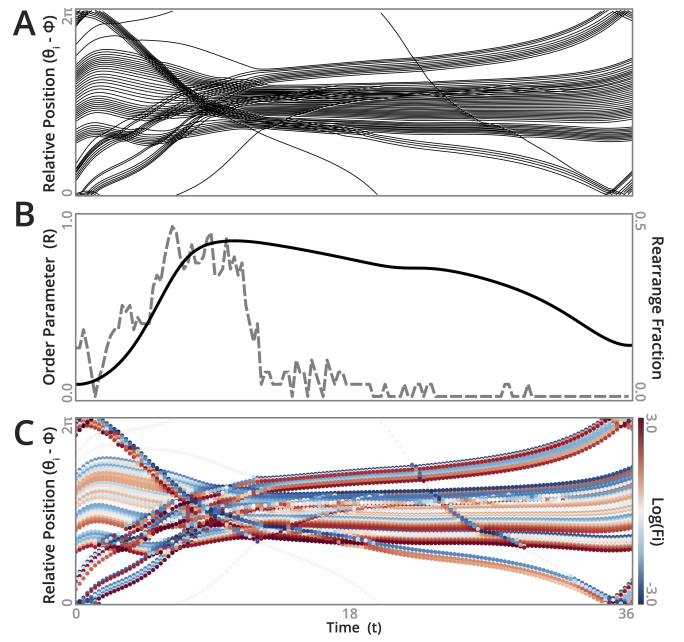 A
2π
Relative Position (θi - Φ)
0
B
1.0
0.5
Order Parameter (R)
Rearrange Fraction
0.0
0.0
C
2π
3.0
Relative Position (θi - Φ)
Log(Fi)
-3.0
0
0
18
36
Time (t)